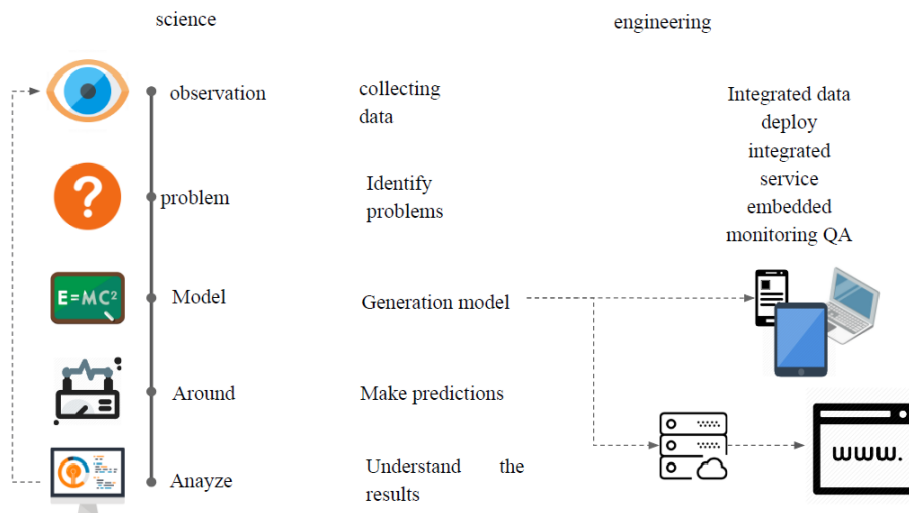 science
engineering
observation
collecting
data
Integrated data
deploy
integrated
service
embedded
monitoring QA
problem
Identify
problems
E=MC²
Model
Generation model
Around
Make predictions
www.
Anayze
Understand the
results